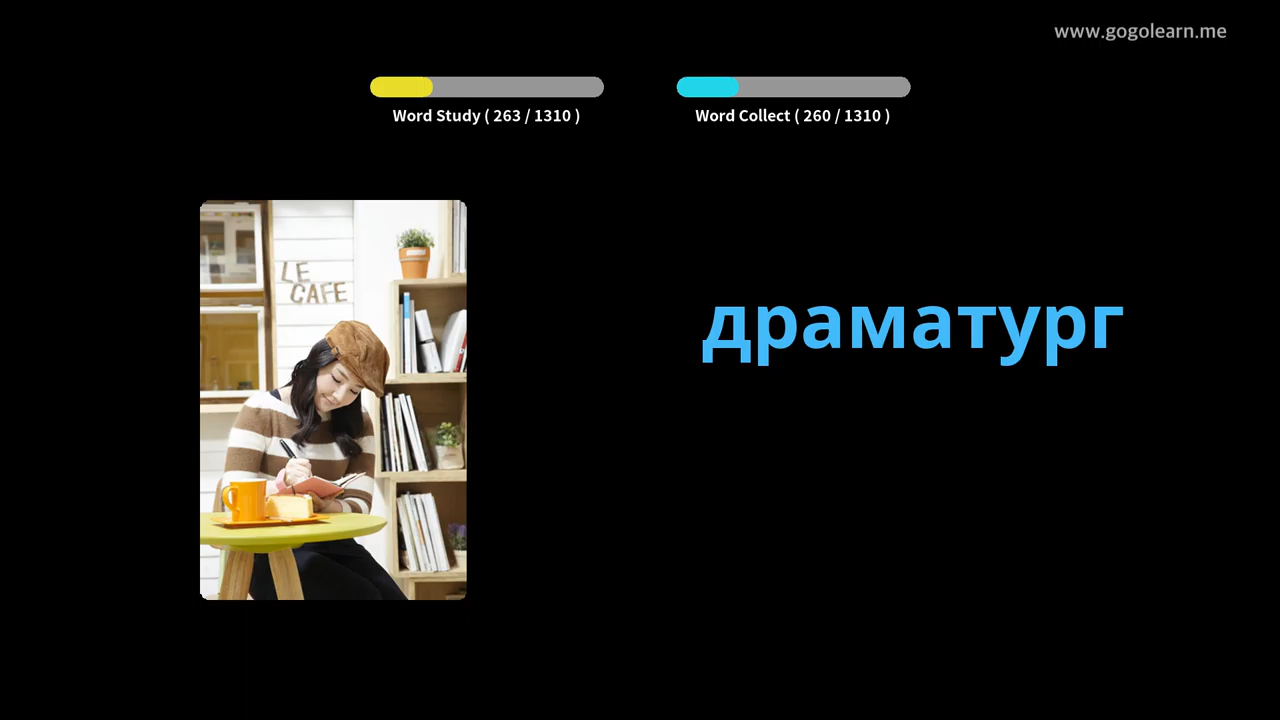 www.gogolearn.me
Word Study ( 263 / 1310 )
Word Collect ( 260 / 1310 )
LE
CAFE
драматург